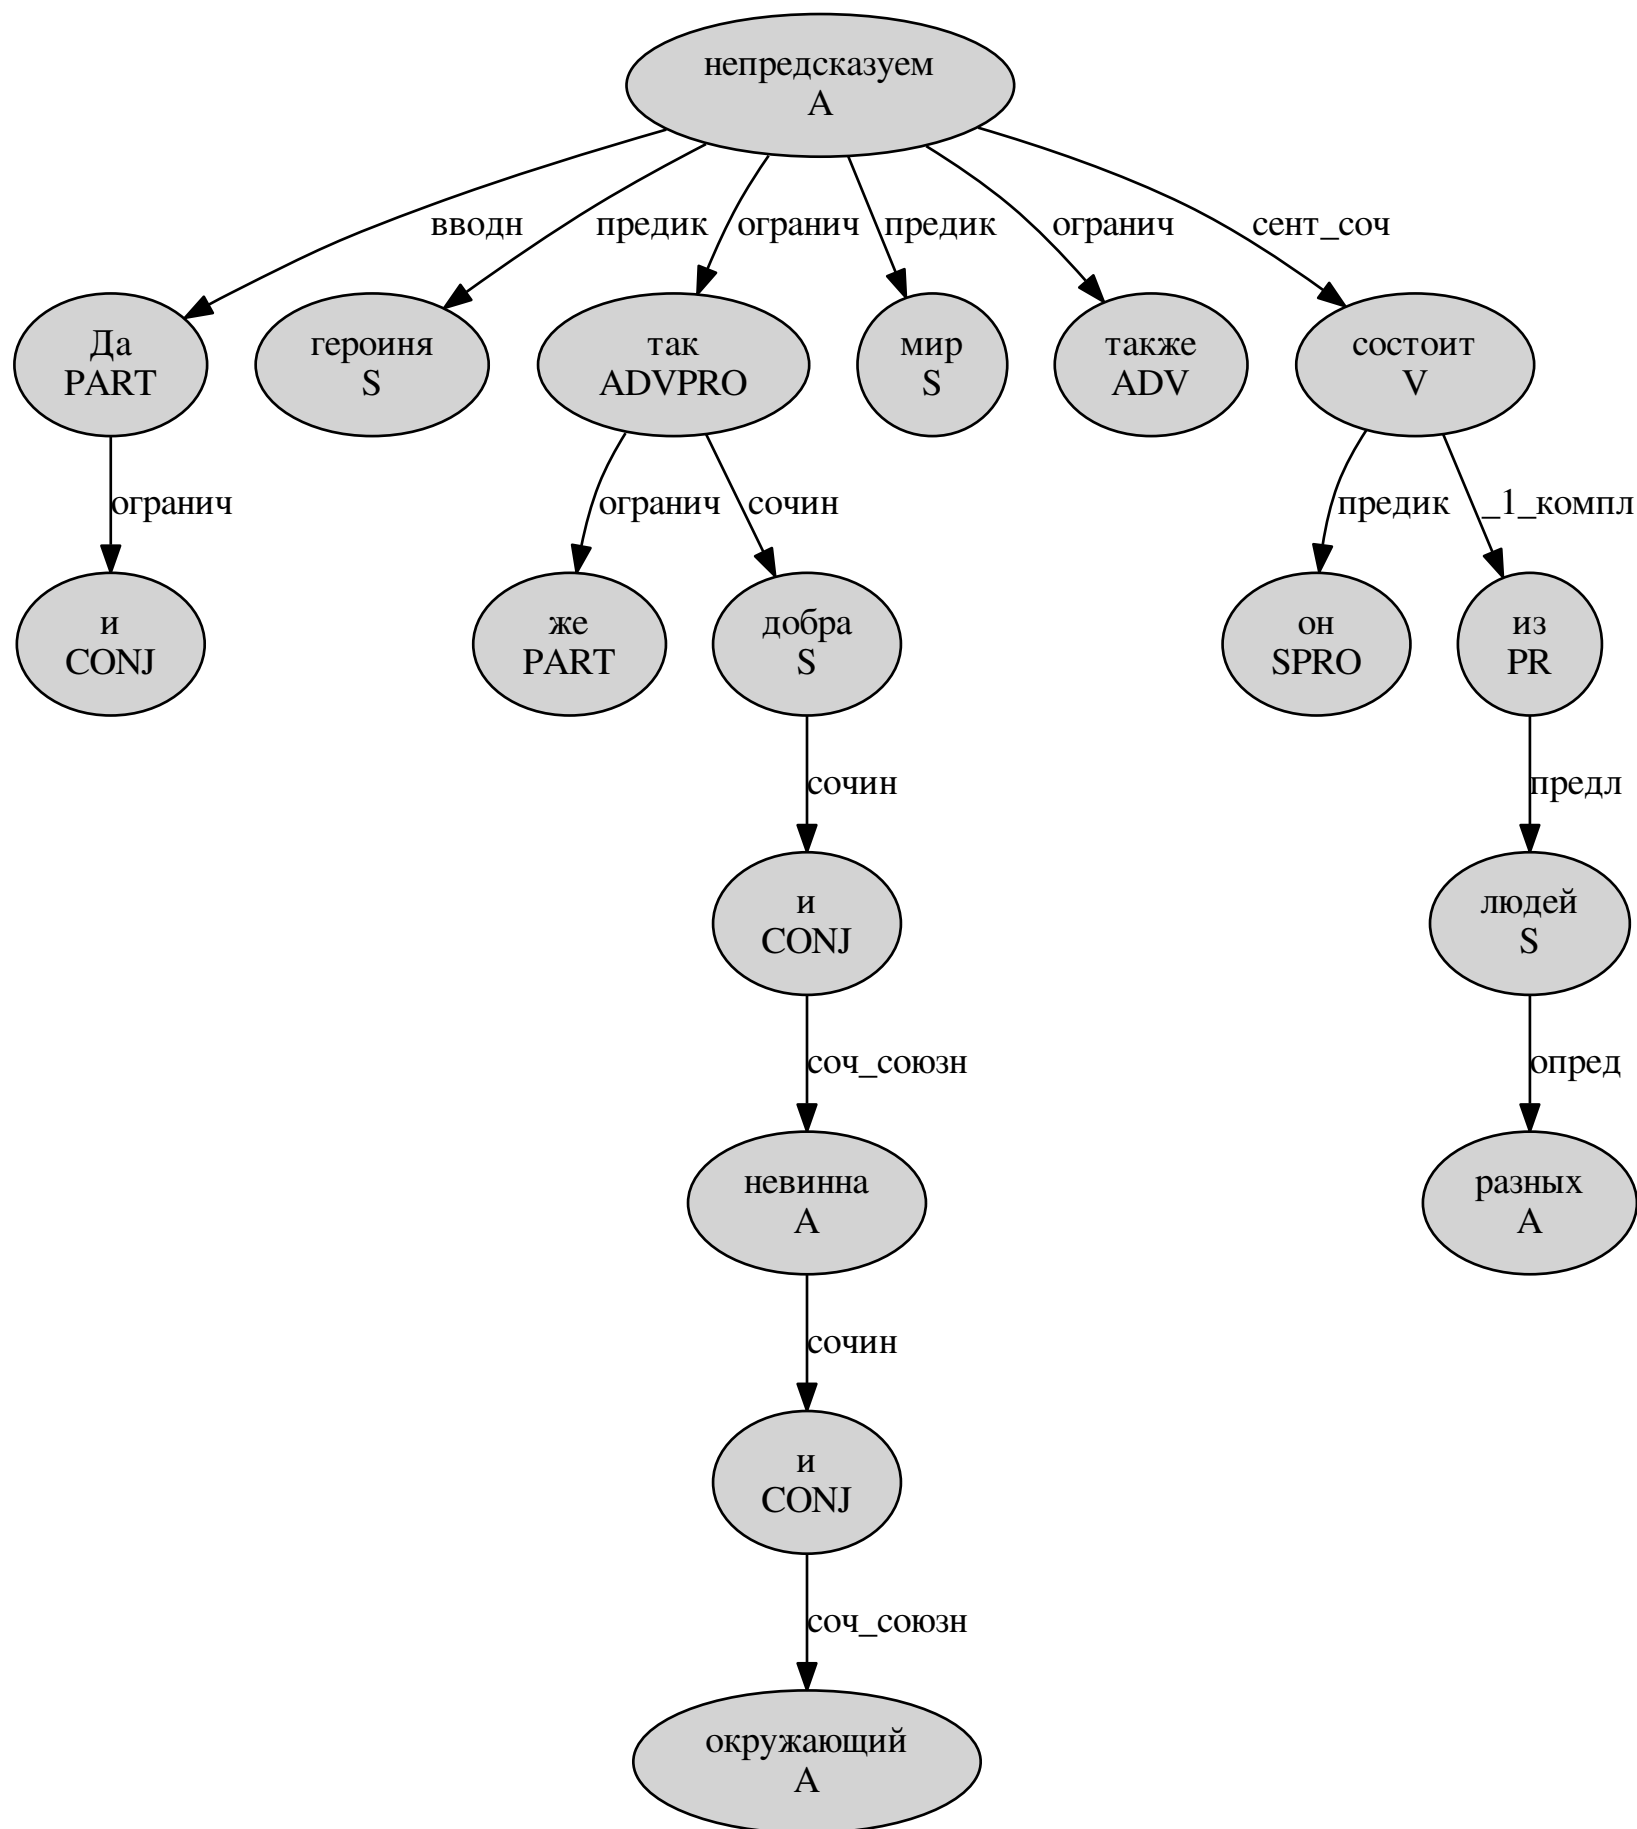 непредсказуем
A
вводн
предик
огранич
предик
огранич
сент_соч
Да
PART
героиня
S
так
ADVPRO
мир
S
также
ADV
состоит
V
огранич
огранич
сочин
предик
_1_компл
и
CONJ
же
PART
добра
S
он
SPRO
из
PR
сочин
предл
и
CONJ
людей
S
соч_союзн
опред
невинна
A
разных
A
сочин
и
CONJ
соч_союзн
окружающий
A